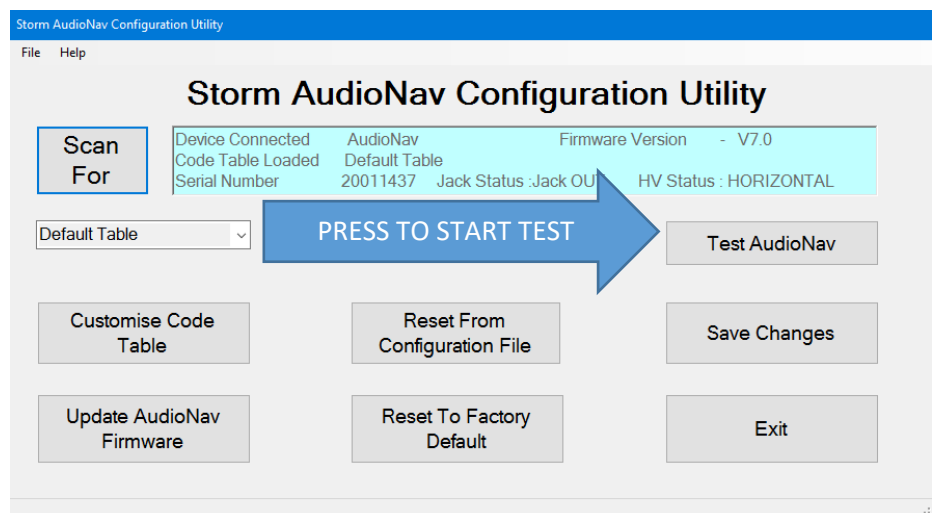 Storm AudioNav Configuration Utility
File Help
Storm AudioNav Configuration Utility
Scan
For
Device Connected AudioNav Firmware Version - V7.0
Code Table Loaded Default Table
Serial Number 20011437 Jack Status :Jack OUT HV Status : HORIZONTAL
Default Table
PRESS TO START TEST
Test AudioNav
Customise Code
Table
Reset From
Configuration File
Save Changes
Update AudioNav
Firmware
Reset To Factory
Default
Exit